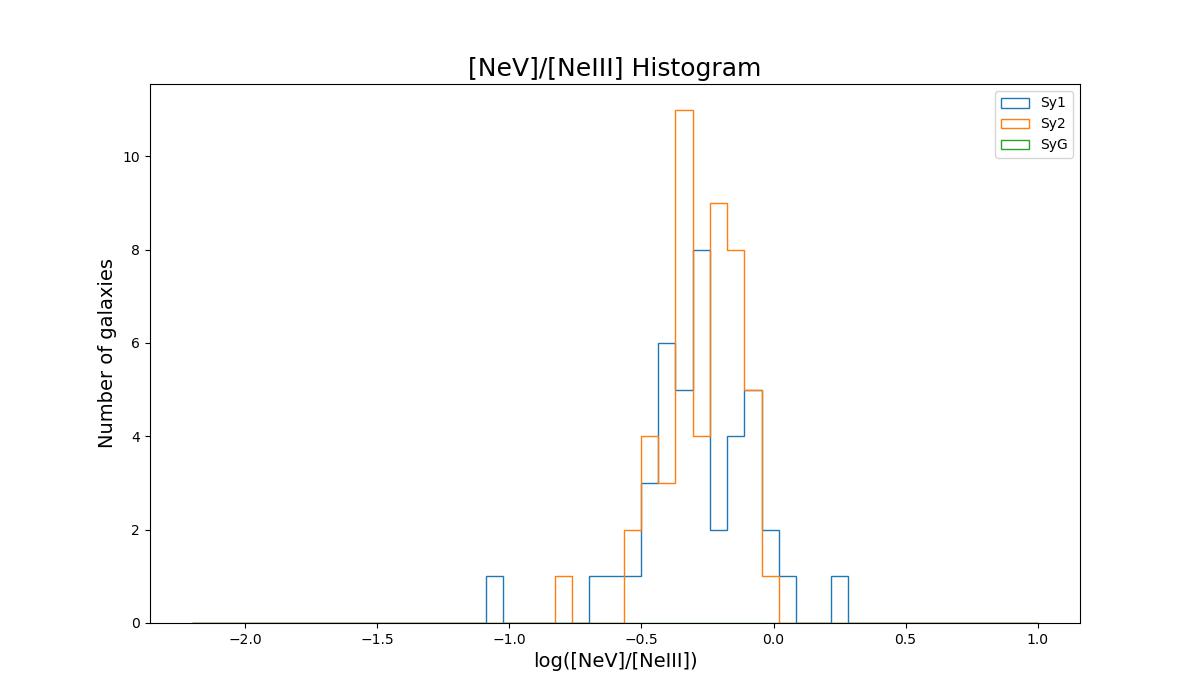 [NeV]/[NeIII] Histogram
Sy1
Sy2
SyG
Number of galaxies
10
8
6
4
2
0
−2.0 −1.5 −1.0 −0.5 0.0 0.5 1.0
log([NeV]/[NeIII])